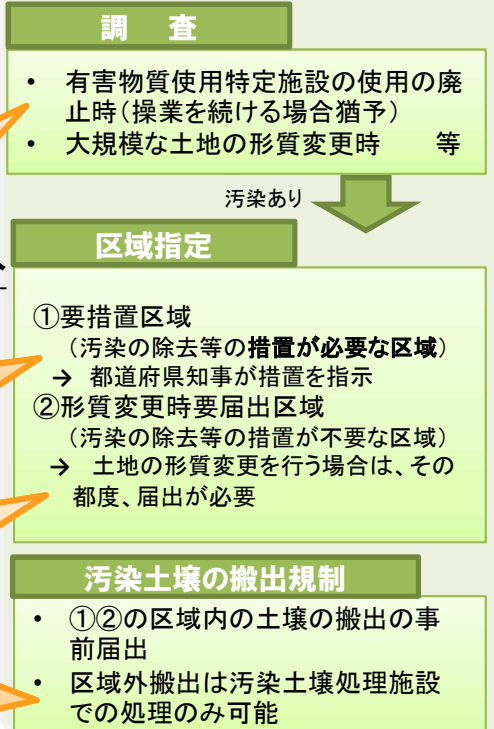 調 査
• 有害物質使用特定施設の使用の廃
止時(操業を続ける場合猶予)
• 大規模な土地の形質変更時 等
汚染あり
区域指定
①要措置区域
(汚染の除去等の措置が必要な区域)
→ 都道府県知事が措置を指示
②形質変更時要届出区域
(汚染の除去等の措置が不要な区域)
→ 土地の形質変更を行う場合は、その
都度、届出が必要
汚染土壌の搬出規制
• ①②の区域内の土壌の搬出の事
前届出
• 区域外搬出は汚染土壌処理施設
での処理のみ可能